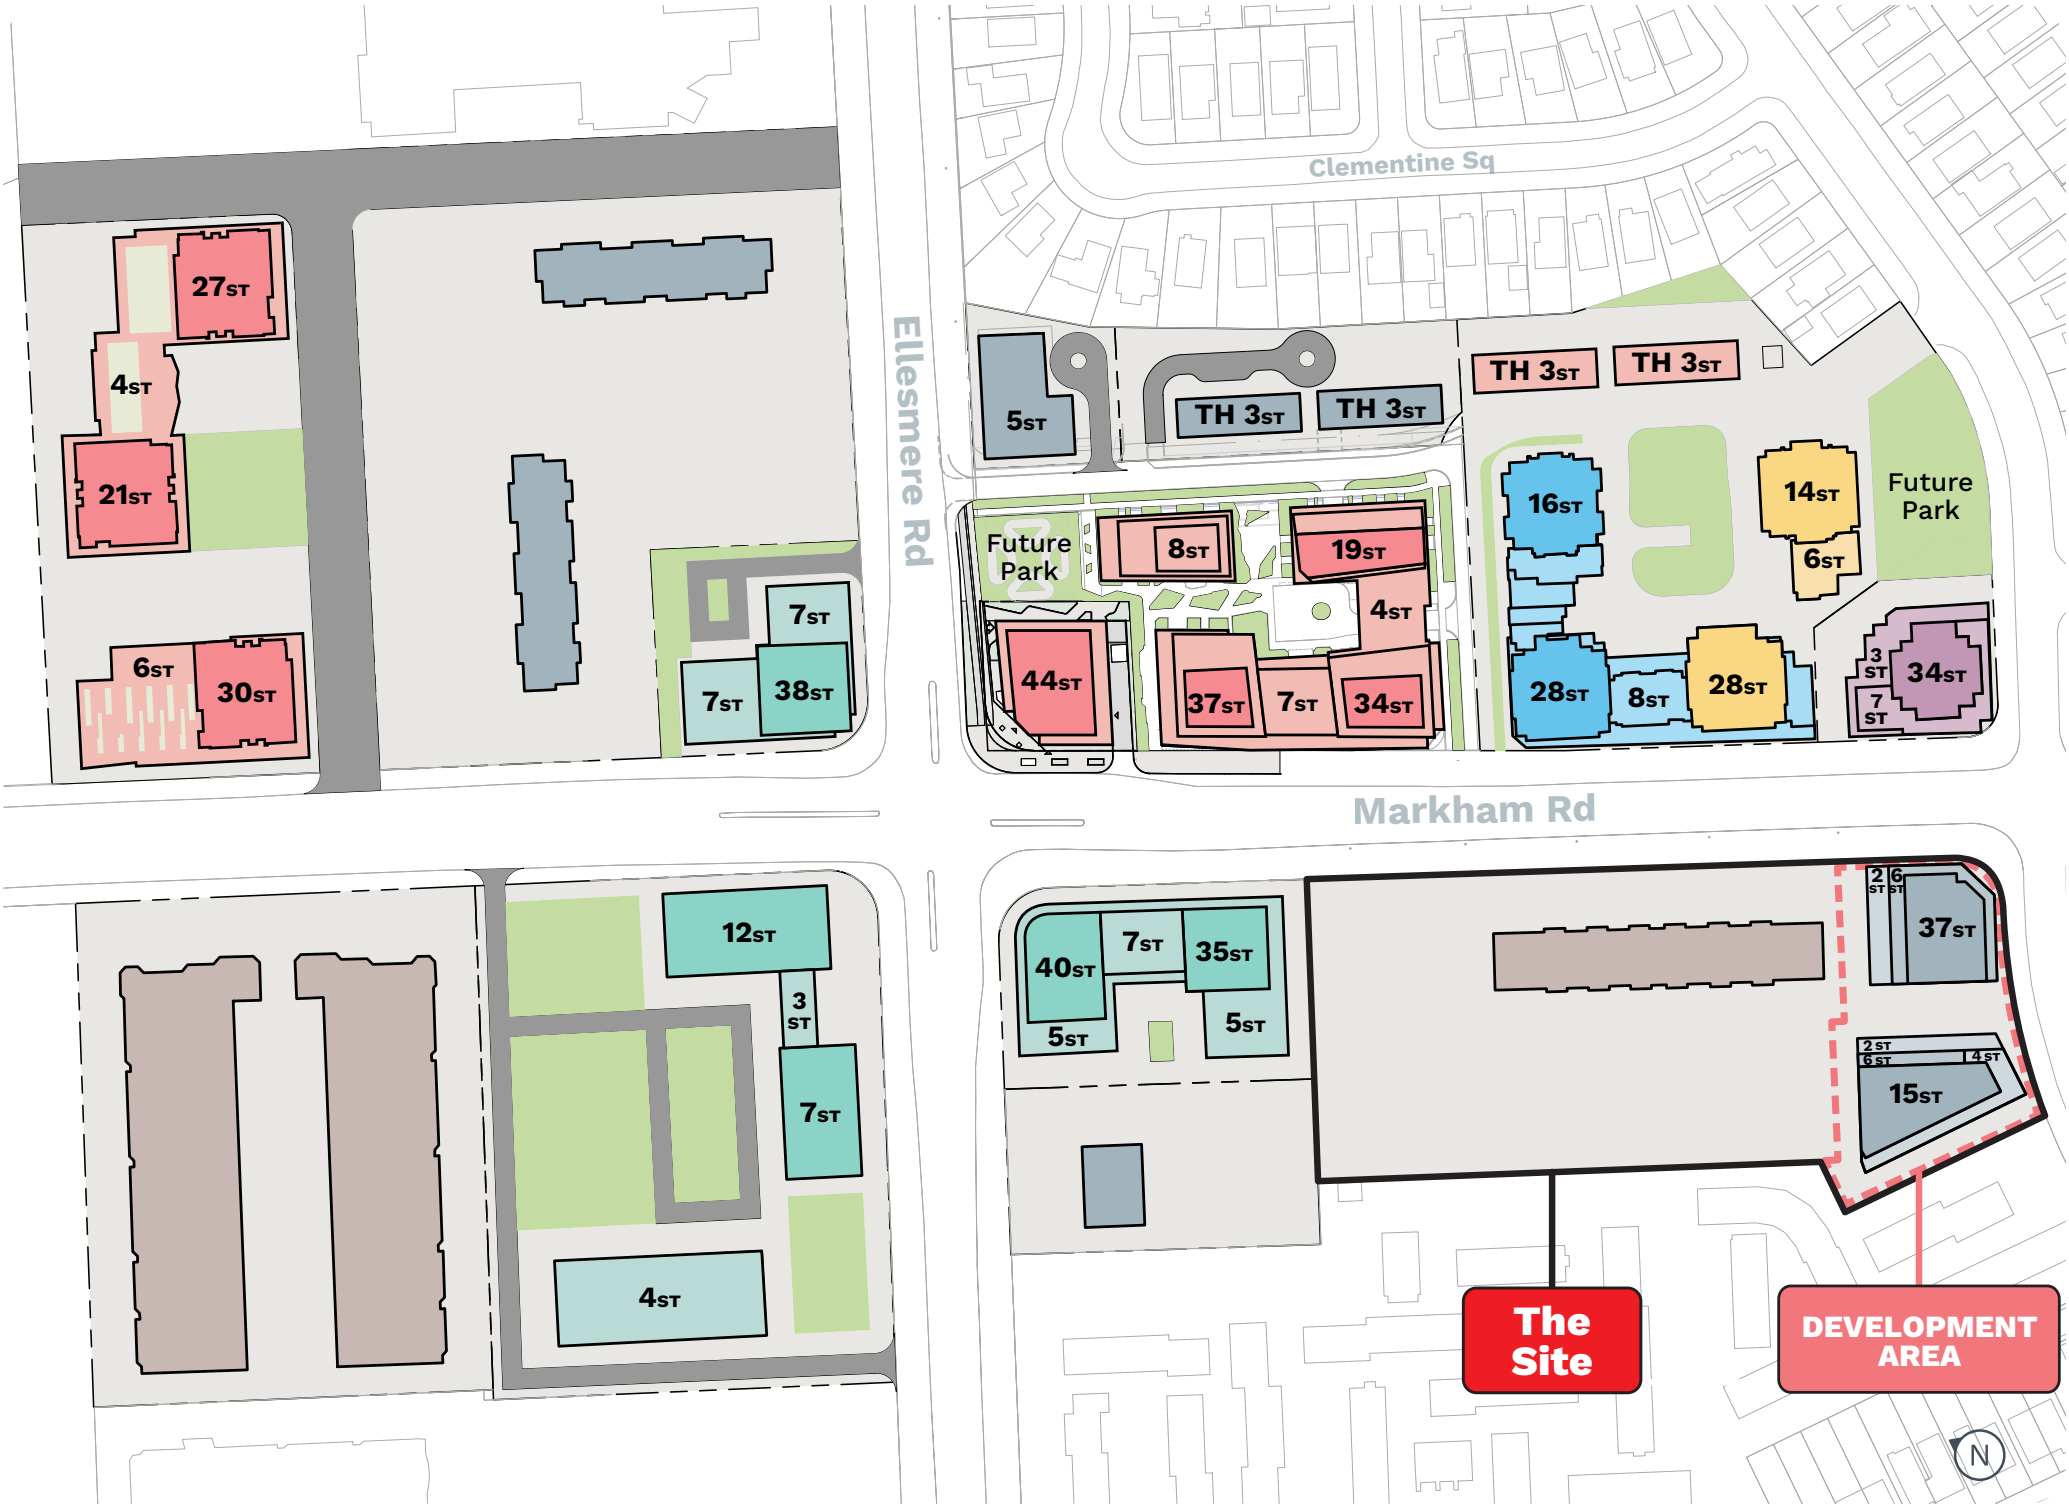 Clementine Sq
27ST
4ST
21ST
6ST
30ST
7ST
7ST
38ST
Ellesmere Rd
5ST
TH 3ST
TH 3ST
TH 3ST
TH 3ST
Future
Park
8ST
19ST
4ST
44ST
37ST
7ST
34ST
16ST
14ST
6ST
Future
Park
28ST
8ST
28ST
3
ST
7
ST
34ST
Markham Rd
12ST
3
ST
7ST
4ST
40ST
7ST
35ST
5ST
5ST
2
ST
6
ST
37ST
2 ST
6 ST
4 ST
15ST
The
Site
DEVELOPMENT
AREA
N